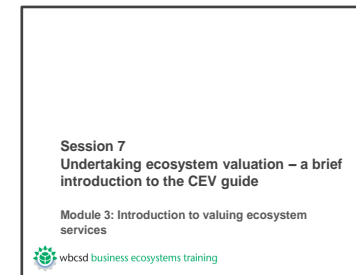 Session 7
Undertaking ecosystem valuation – a brief
introduction to the CEV guide
Module 3: Introduction to valuing ecosystem
services
wbcsd business ecosystems training